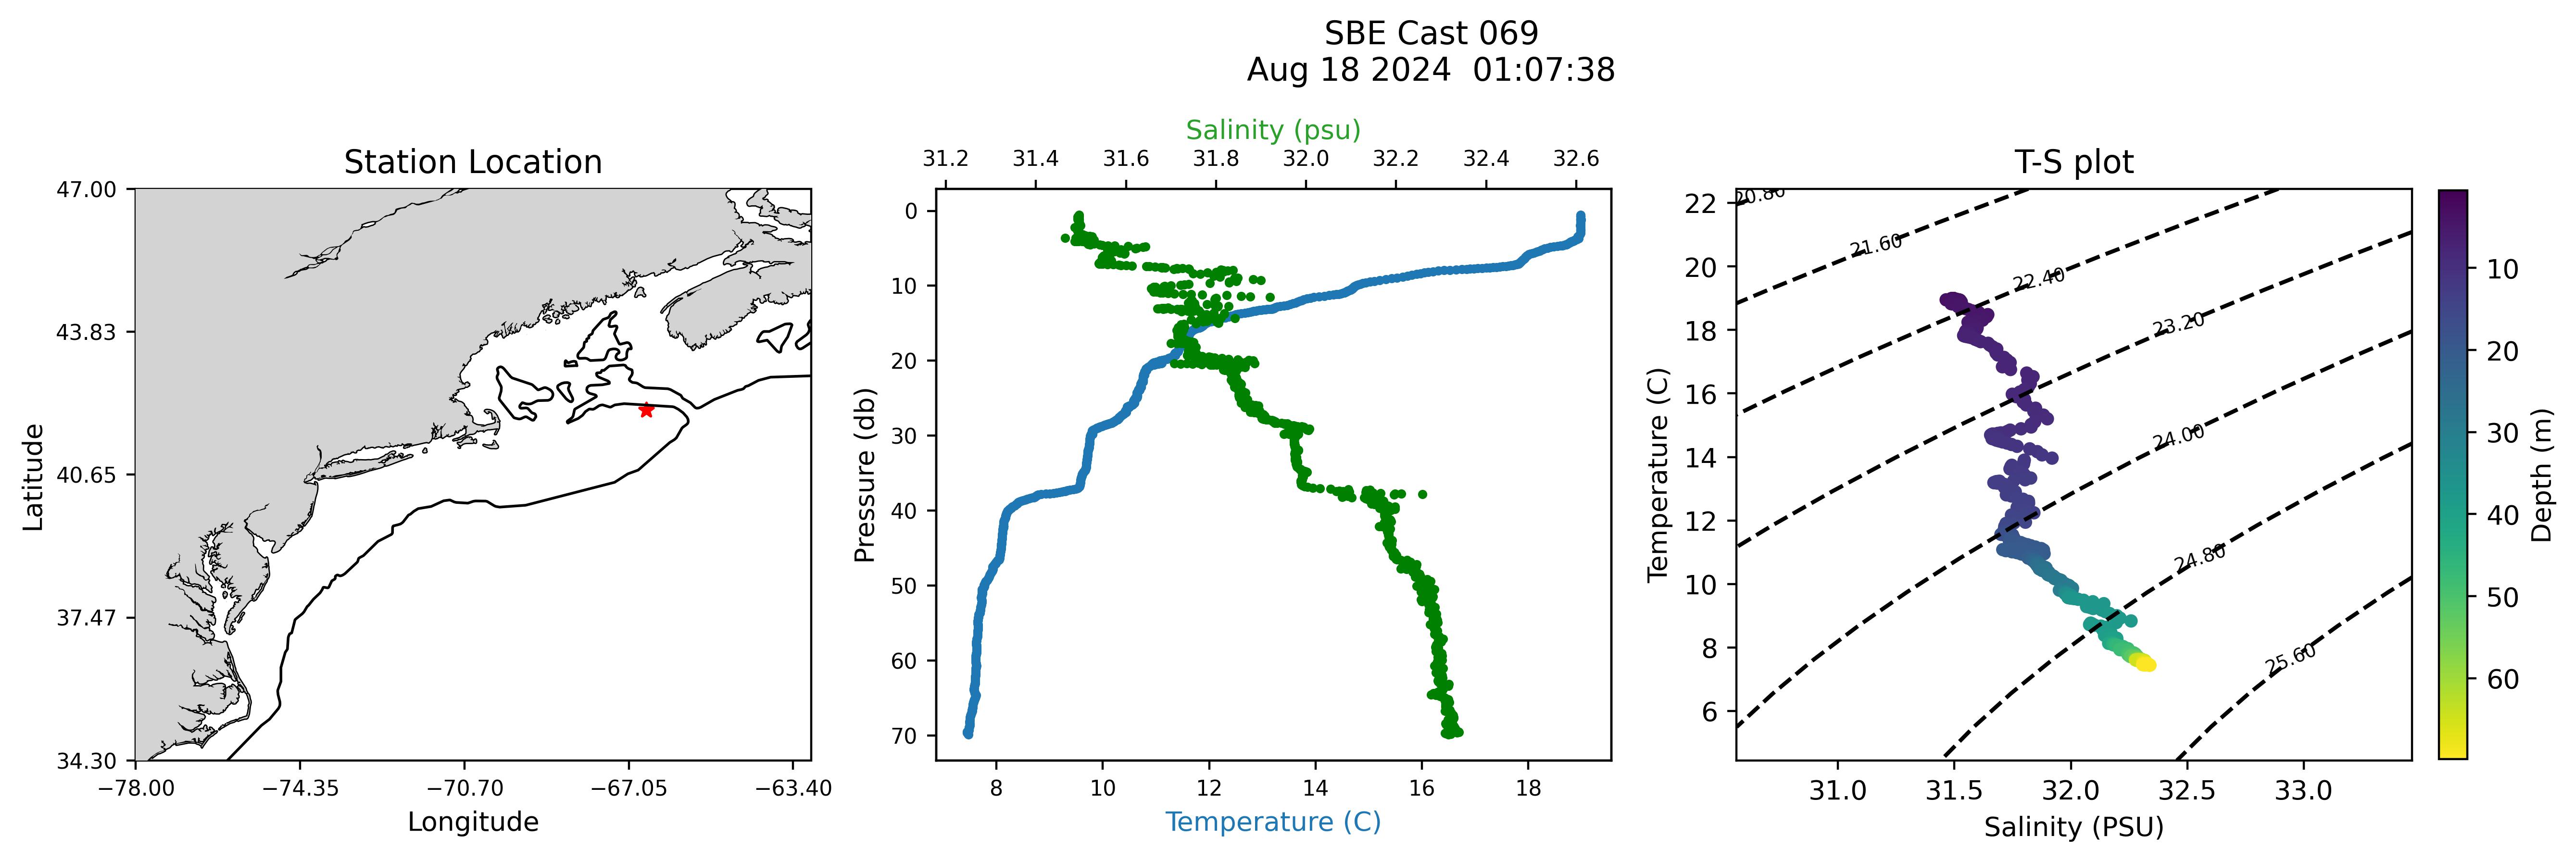 SBE Cast 069
Aug 18 2024  01:07:38
Station Location
47.00
43.83
40.65
37.47
34.30
Latitude
−78.00 −74.35 −70.70 −67.05 −63.40
Longitude
Salinity (psu)
31.2 31.4 31.6 31.8 32.0 32.2 32.4 32.6
0
10
20
30
40
50
60
70
Pressure (db)
8 10 12 14 16 18
Temperature (C)
T-S plot
22
20
18
16
14
12
10
8
6
Temperature (C)
20.80
21.60
22.40
23.20
24.00
24.80
25.60
31.0 31.5 32.0 32.5 33.0
Salinity (PSU)
10
20
30
40
50
60
Depth (m)